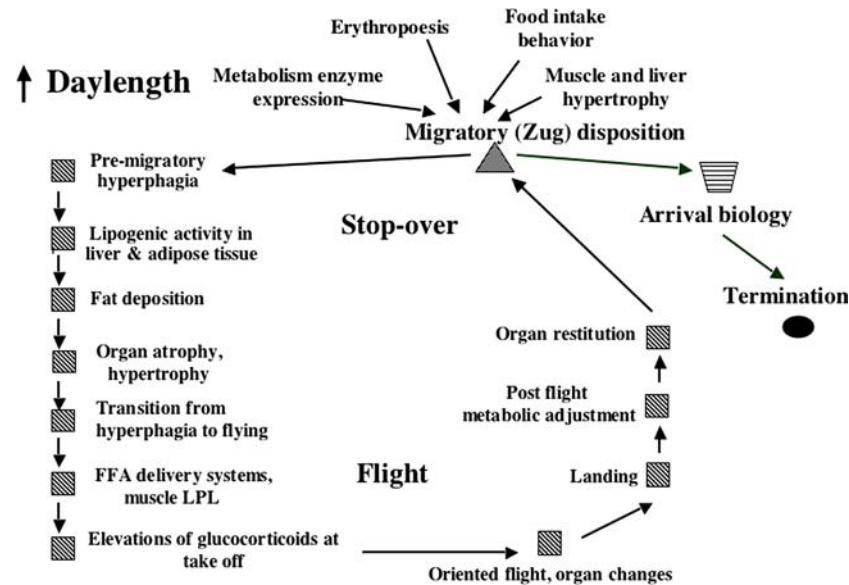 Erythropoesis
Food intake
behavior
Daylength
Metabolism enzyme
expression
Muscle and liver
hypertrophy
Migratory (Zug) disposition
Pre-migratory
hyperphagia
Arrival biology
Stop-over
Lipogenic activity in
liver & adipose tissue
Termination
Fat deposition
Organ restitution
Organ atrophy,
hypertrophy
Post flight
metabolic adjustment
Transition from
hyperphagia to flying
Flight
Landing
FFA delivery systems,
muscle LPL
Elevations of glucocorticoids at
take off
Oriented flight, organ changes